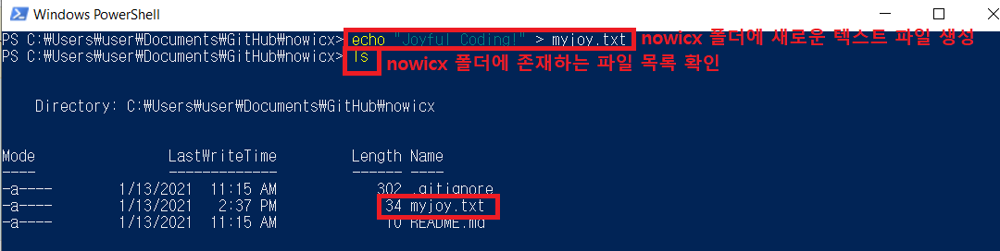 Windows PowerShell
PS C:₩Users₩user₩Documents₩GitHub₩nowicx> echo "Joyful Coding!" > myjoy.txt nowicx 폴더에 새로운 텍스트 파일 생성
PS C:₩Users₩user₩Documents₩GitHub₩nowicx> ls nowicx 폴더에 존재하는 파일 목록 확인
Directory: C:₩Users₩user₩Documents₩GitHub₩nowicx
Mode LastWriteTime Length Name
---- ------------- ------ ----
-a---- 1/13/2021 11:15 AM 302 .gitignore
-a---- 1/13/2021 2:37 PM 34 myjoy.txt
-a---- 1/13/2021 11:15 AM 10 README.md